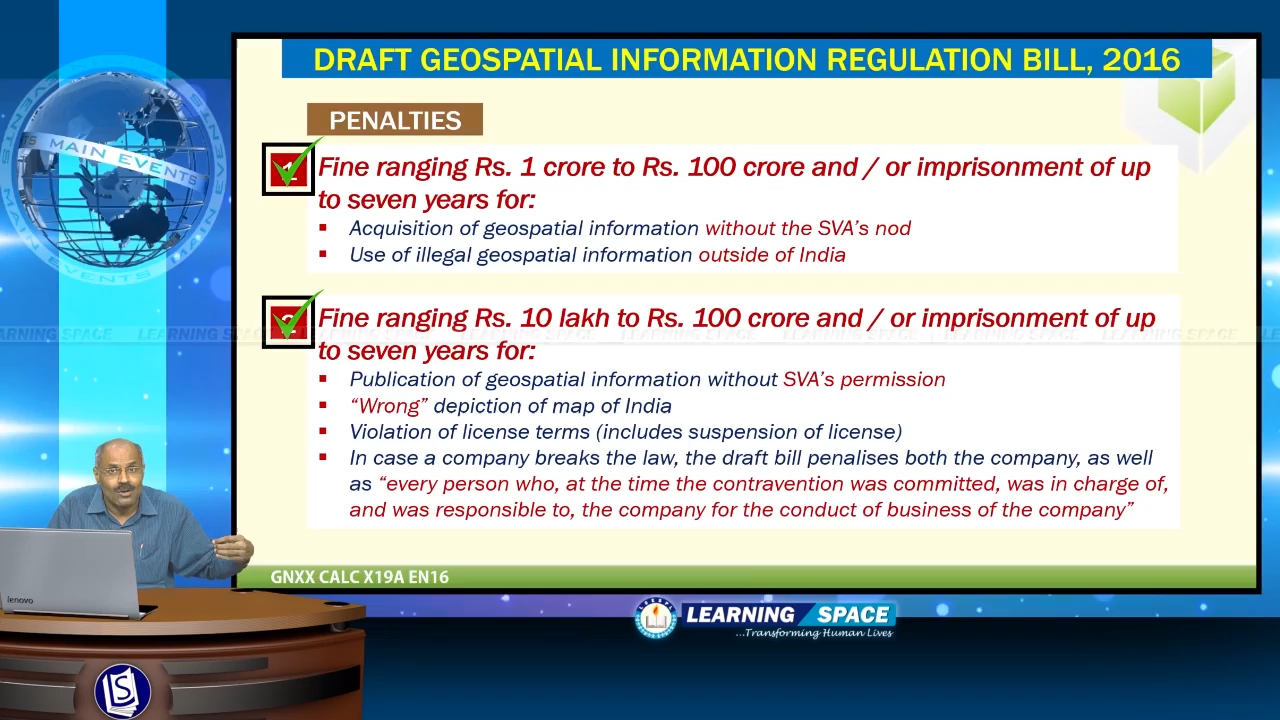 DRAFT GEOSPATIAL INFORMATION REGULATION BILL, 2016
PENALTIES
Fine ranging Rs. 1 crore to Rs. 100 crore and / or imprisonment of up
to seven years for:
▪ Acquisition of geospatial information without the SVA's nod
▪ Use of illegal geospatial information outside of India
Fine ranging Rs. 10 lakh to Rs. 100 crore and / or imprisonment of up
to seven years for:
▪ Publication of geospatial information without SVA's permission
▪ “Wrong” depiction of map of India
▪ Violation of license terms (includes suspension of license)
▪ In case a company breaks the law, the draft bill penalises both the company, as well
as “every person who, at the time the contravention was committed, was in charge of,
and was responsible to, the company for the conduct of business of the company”
GNXX CALC X19A EN16
MAIN EVENTS
LEARNING SPACE
...Transforming Human Lives
lenovo
LS